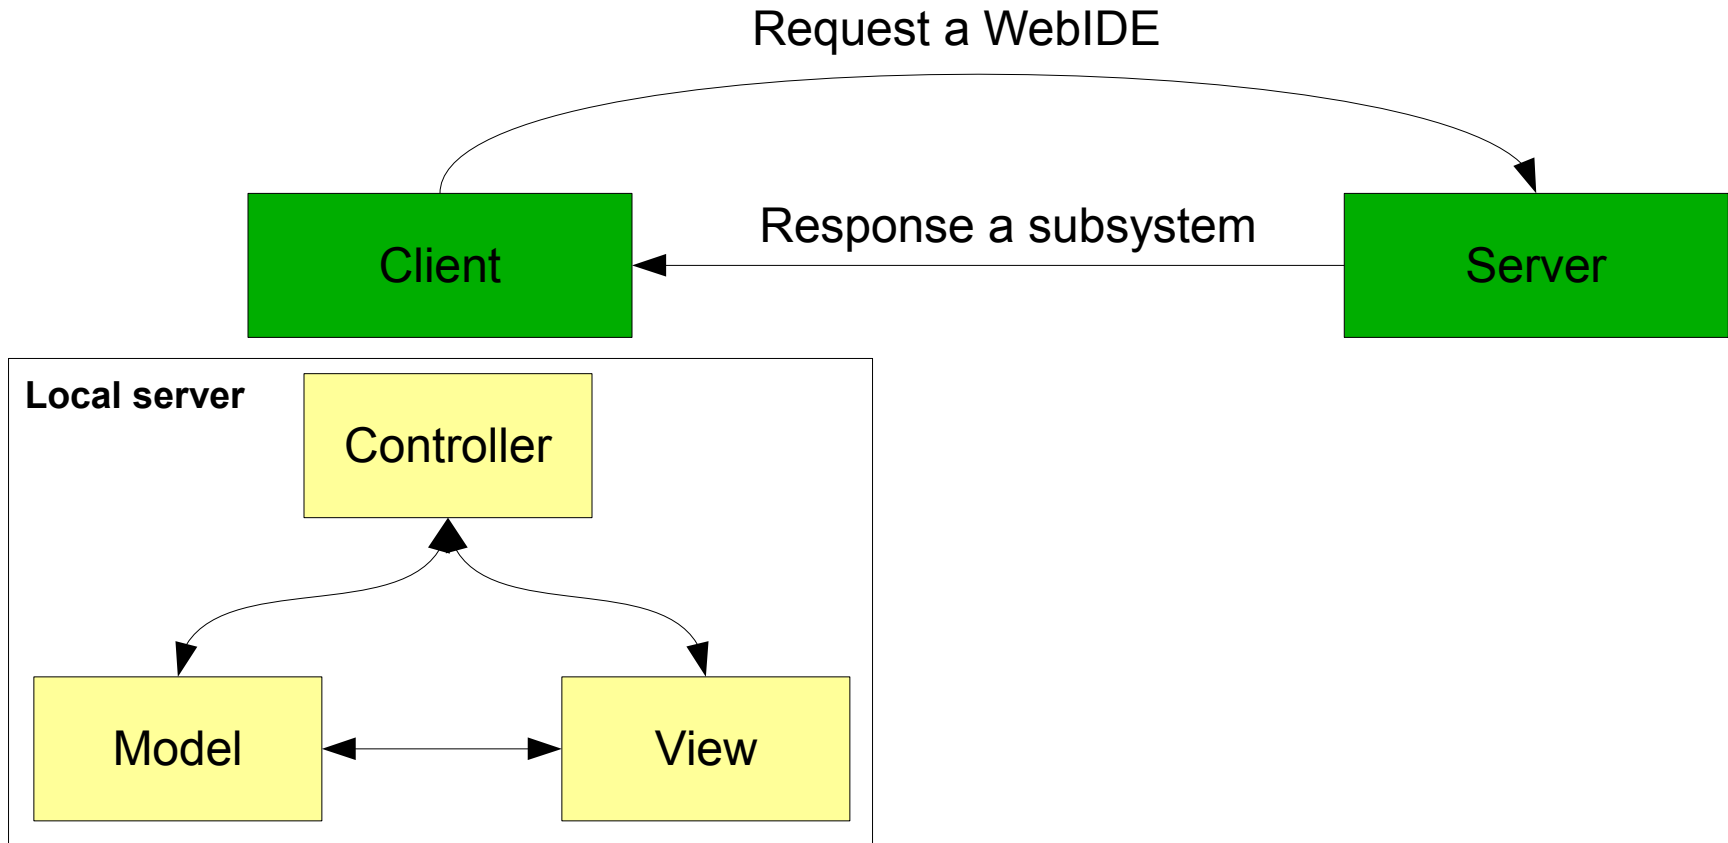 Request a WebIDE
Response a subsystem
Client
Server
Local server
Controller
Model
View